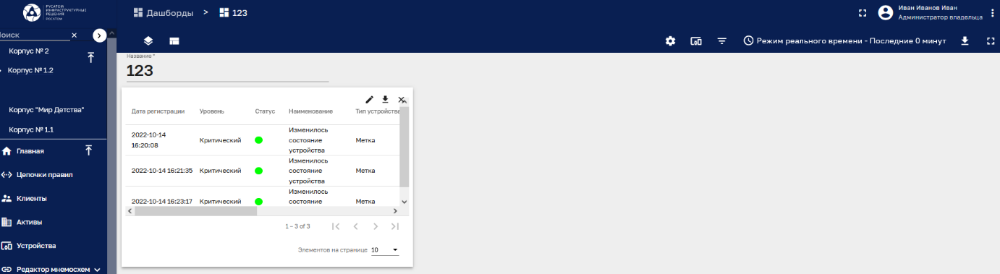 РУСАТОМ
ИНФРАСТРУКТУРНЫЕ
РЕШЕНИЯ
РОСАТОМ
Дашборды > 123
Иван Иванов Иван
Администратор владельца
Поиск
Режим реального времени - Последние 0 минут
Корпус № 2
Корпус № 1.2
Корпус "Мир Детства"
Корпус № 1.1
Главная
Цепочки правил
Клиенты
Активы
Устройства
Редактор мнемосхем
Название *
123
Дата регистрации Уровень Статус Наименование Тип устройства
2022-10-14
16:20:08
Критический
Изменилось
состояние
устройства
Метка
2022-10-14 16:21:35
Критический
Изменилось
состояние
устройства
Метка
2022-10-14 16:23:17
Критический
Изменилось
состояние
Метка
1 – 3 of 3
Элементов на странице 10